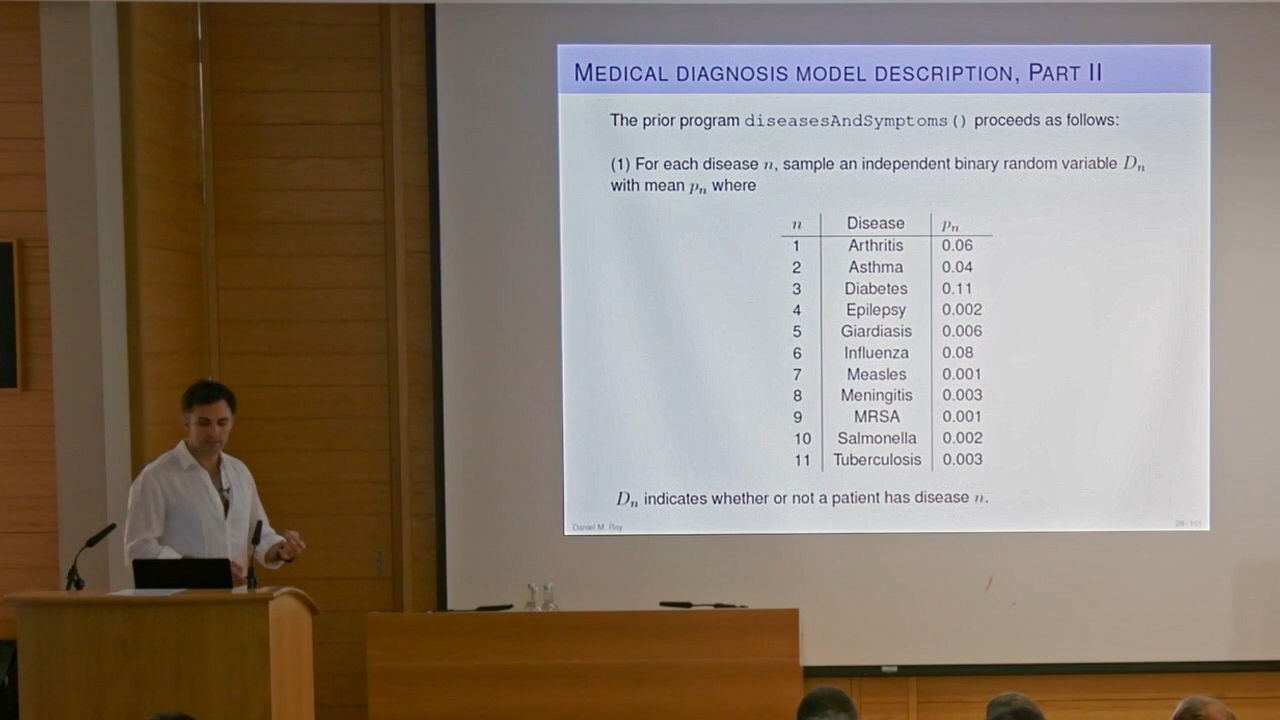 MEDICAL DIAGNOSIS MODEL DESCRIPTION, PART II
The prior program diseasesAndSymptoms() proceeds as follows:
(1) For each disease n, sample an independent binary random variable Dn
with mean pn where
n Disease pn
1 Arthritis 0.06
2 Asthma 0.04
3 Diabetes 0.11
4 Epilepsy 0.002
5 Giardiasis 0.006
6 Influenza 0.08
7 Measles 0.001
8 Meningitis 0.003
9 MRSA 0.001
10 Salmonella 0.002
11 Tuberculosis 0.003
Dn indicates whether or not a patient has disease n.
Daniel M. Roy